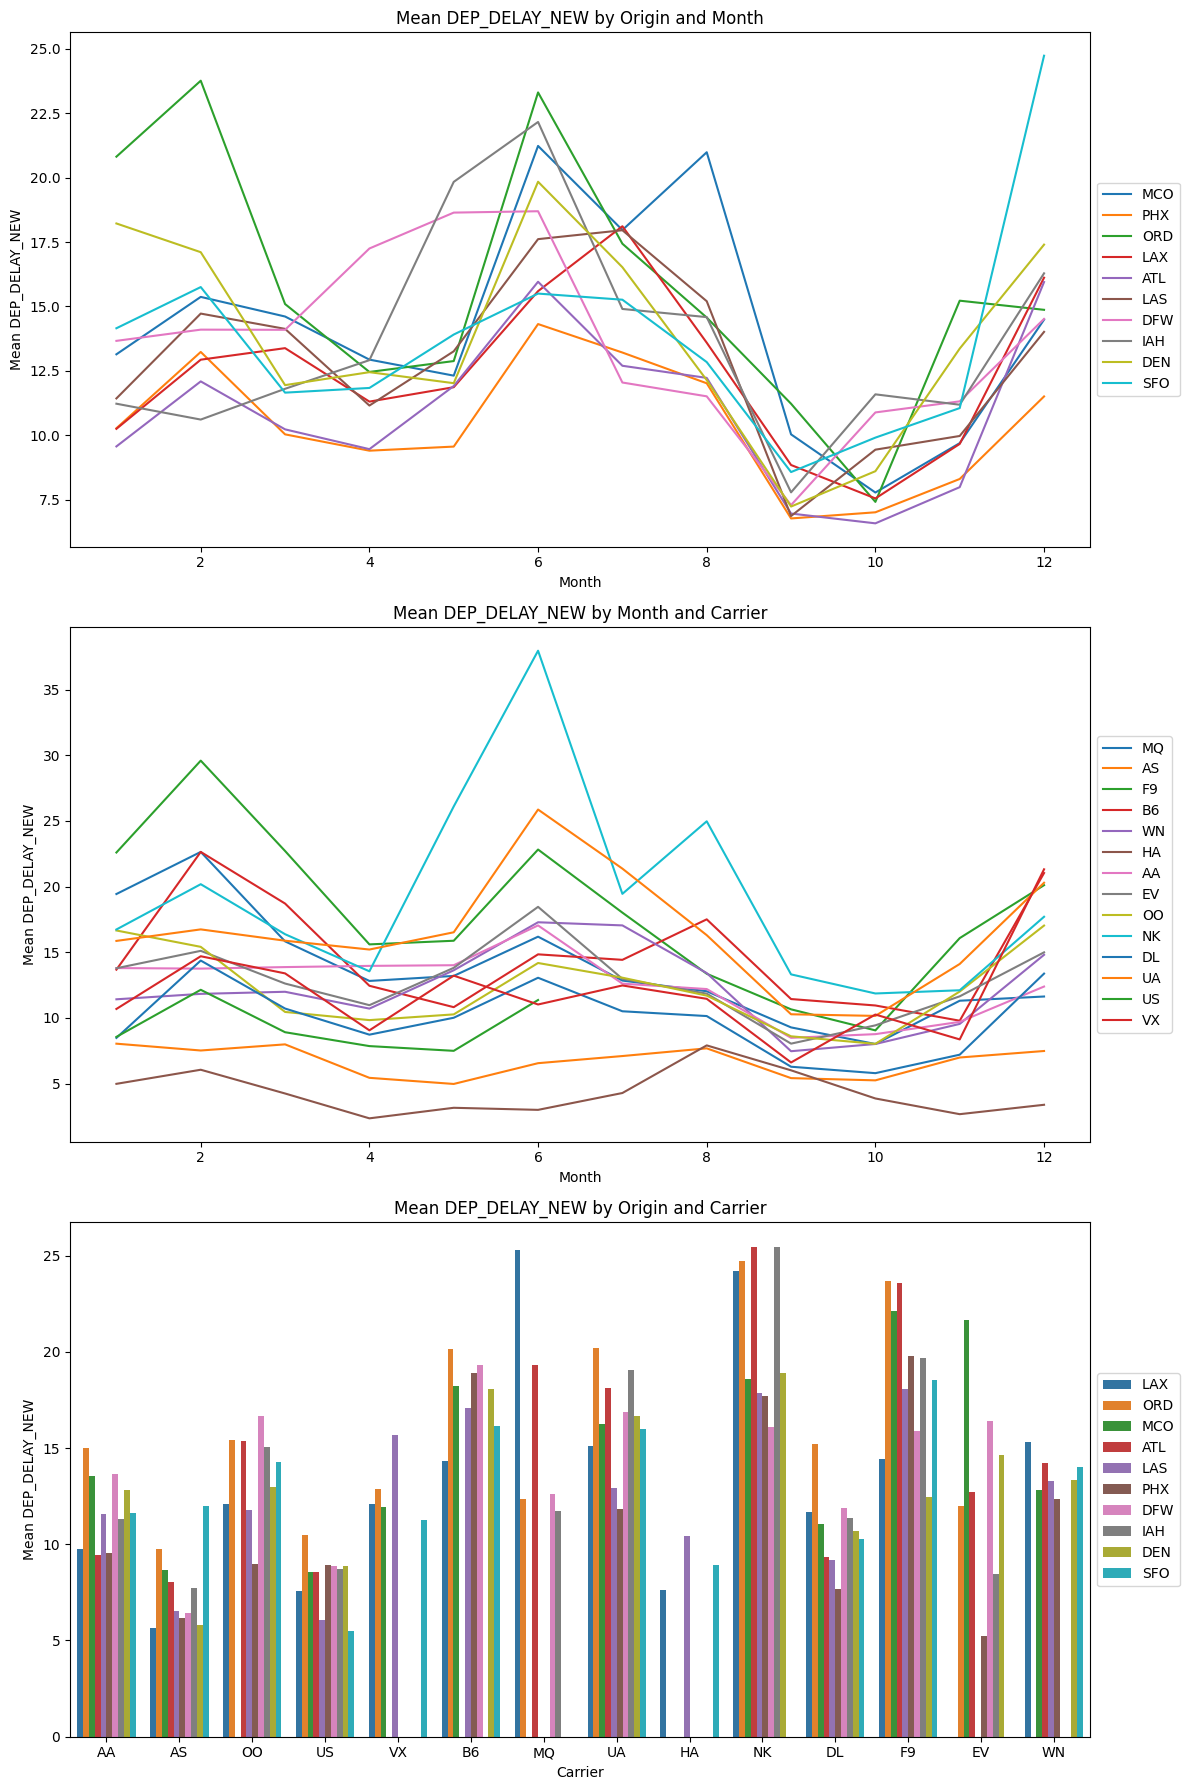 Mean DEP_DELAY_NEW by Origin and Month
25.0
22.5
20.0
17.5
15.0
12.5
10.0
7.5
Mean DEP_DELAY_NEW
2 4 6 8 10 12
Month
MCO
PHX
ORD
LAX
ATL
LAS
DFW
IAH
DEN
SFO
Mean DEP_DELAY_NEW by Month and Carrier
35
30
25
20
15
10
5
Mean DEP_DELAY_NEW
2 4 6 8 10 12
Month
MQ
AS
F9
B6
WN
HA
AA
EV
OO
NK
DL
UA
US
VX
Mean DEP_DELAY_NEW by Origin and Carrier
25
20
15
10
5
0
Mean DEP_DELAY_NEW
AA AS OO US VX B6 MQ UA HA NK DL F9 EV WN
Carrier
LAX
ORD
MCO
ATL
LAS
PHX
DFW
IAH
DEN
SFO